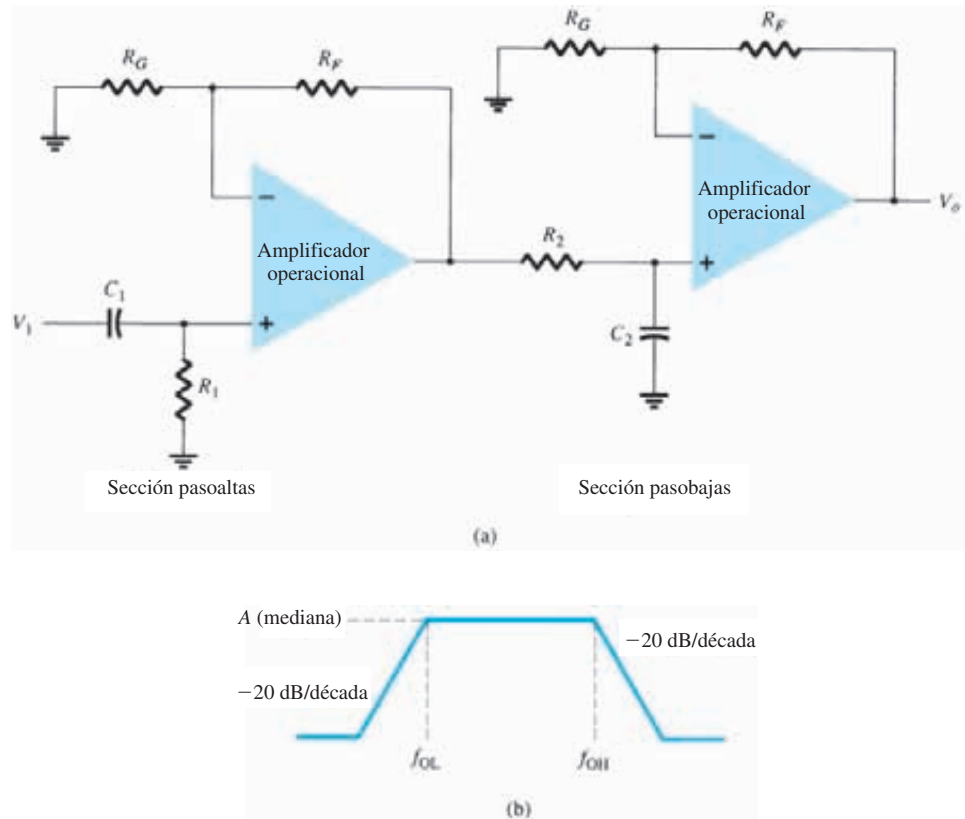 R_G
R_F
R_G
R_F
−
Amplificador
operacional
+
V_1
C_1
R_1
R_2
C_2
−
Amplificador
operacional
+
V_o
Sección pasoaltas
Sección pasobajas
(a)
A (mediana)
−20 dB/década
−20 dB/década
f_OL
f_OH
(b)